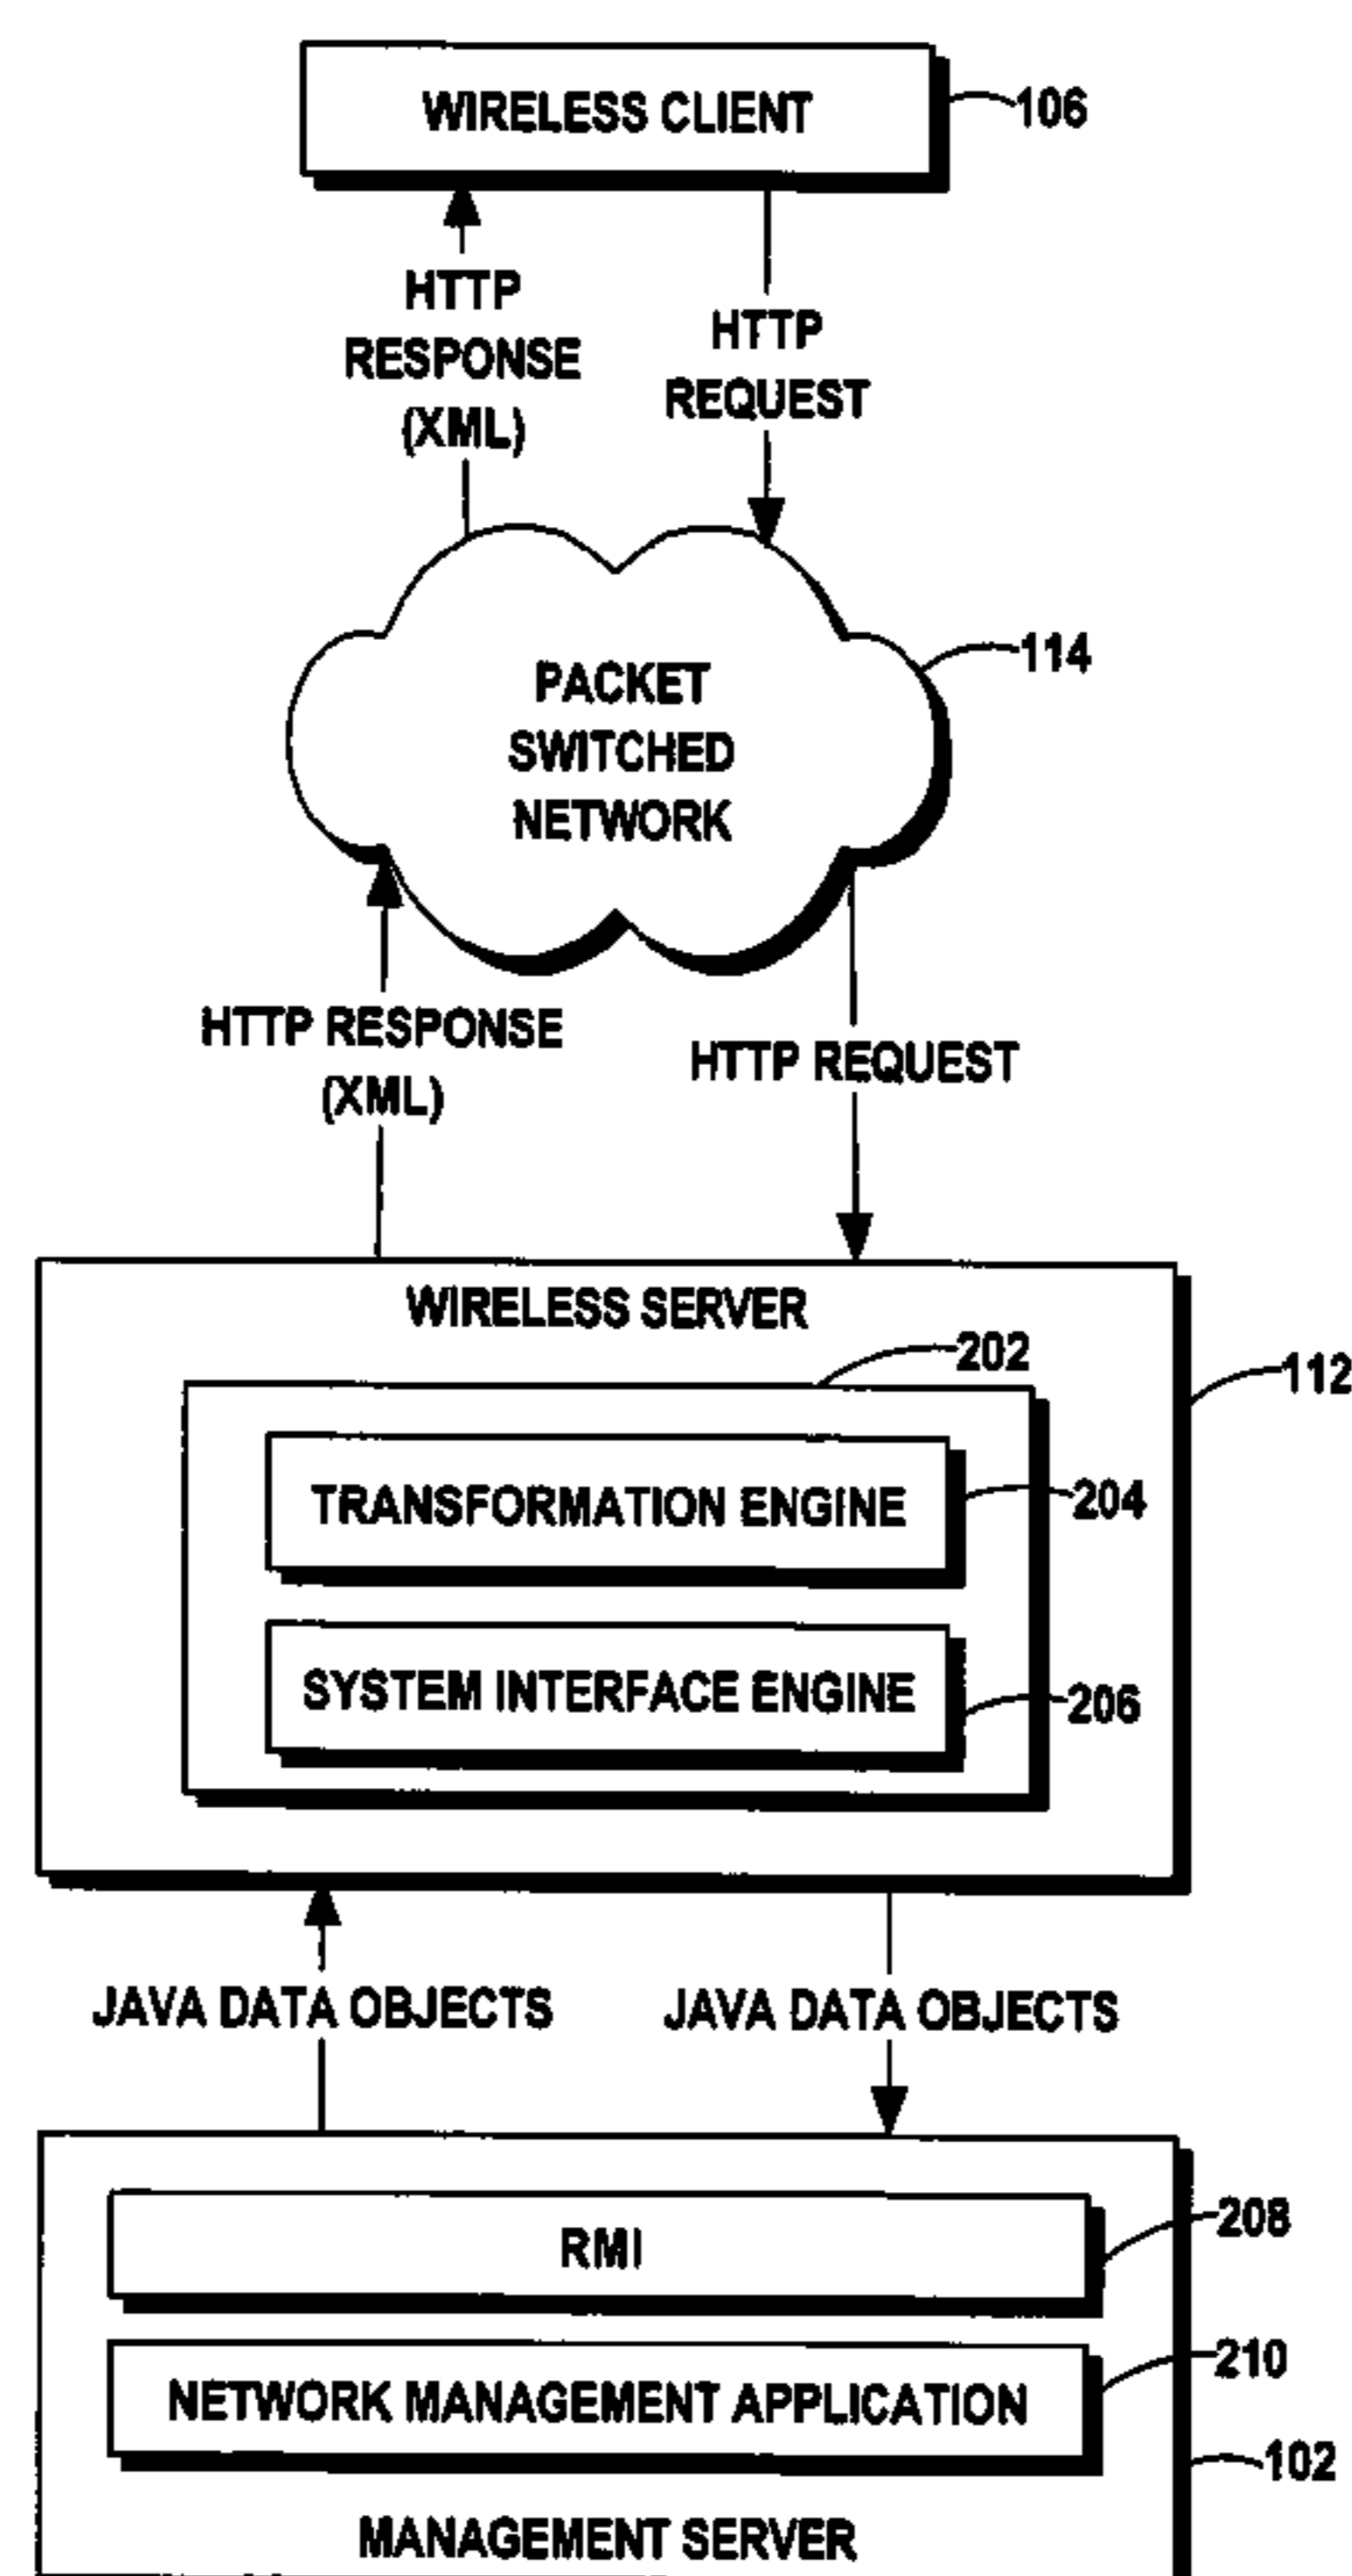 WIRELESS CLIENT
106
HTTP
RESPONSE
(XML)
HTTP
REQUEST
114
PACKET
SWITCHED
NETWORK
HTTP RESPONSE
(XML)
HTTP REQUEST
WIRELESS SERVER
202
112
TRANSFORMATION ENGINE
204
SYSTEM INTERFACE ENGINE
206
JAVA DATA OBJECTS
JAVA DATA OBJECTS
RMI
208
NETWORK MANAGEMENT APPLICATION
210
102
MANAGEMENT SERVER